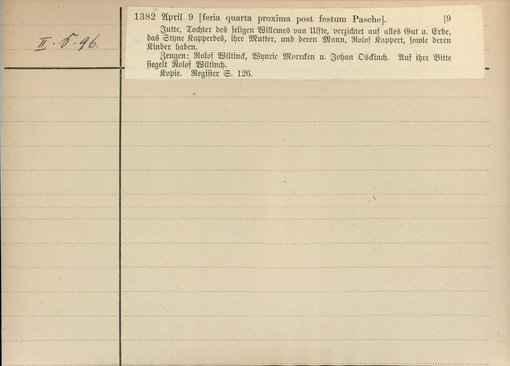 1382 April 9 [feria quarta proxima post festum Pasche]. [9
II. 5. 96.
Jutte, Tochter des seligen Willemes van Ulfte, verzichtet auf alles Gut u. Erbe,
das Styne Kapperdes, ihre Mutter, und deren Mann, Rolof Kappert, sowie deren
Kinder haben.
Zeugen: Rolof Wiltinck, Wynric Morrcken u. Johan Osekinch. Auf ihre Bitte
siegelt Rolof Wiltinch.
Kopie. Register S. 126.